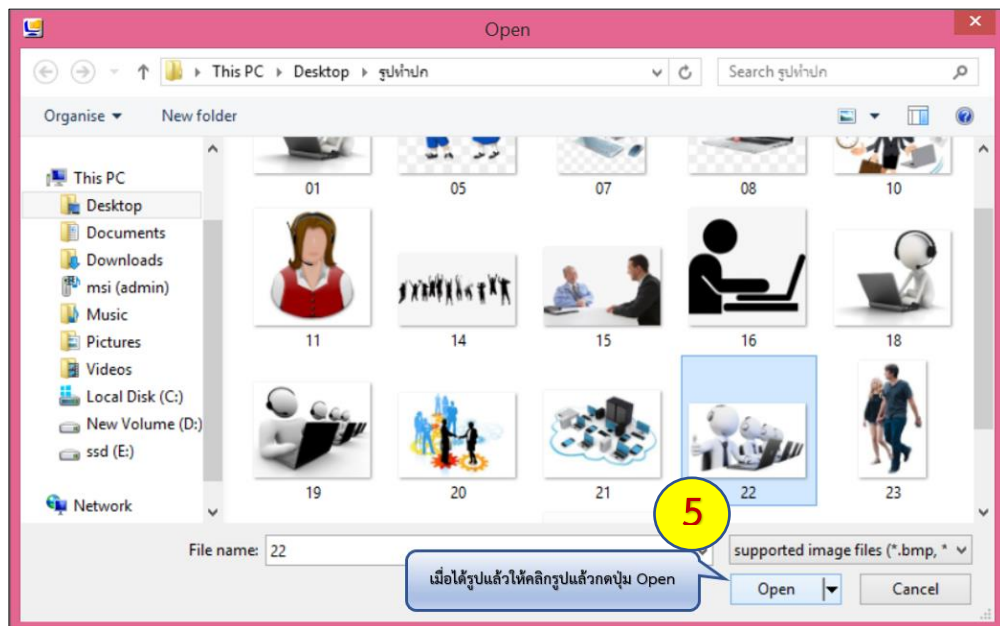 Open
This PC Desktop รูปทำปก
Search รูปทำปก
Organise New folder
This PC
Desktop
Documents
Downloads
msi (admin)
Music
Pictures
Videos
Local Disk (C:)
New Volume (D:)
ssd (E:)
Network
01 05 07 08 10
11 14 15 16 18
19 20 21 22 23
5
File name: 22
supported image files (*.bmp, *
เมื่อได้รูปแล้วให้คลิกรูปแล้วกดปุ่ม Open
Open Cancel